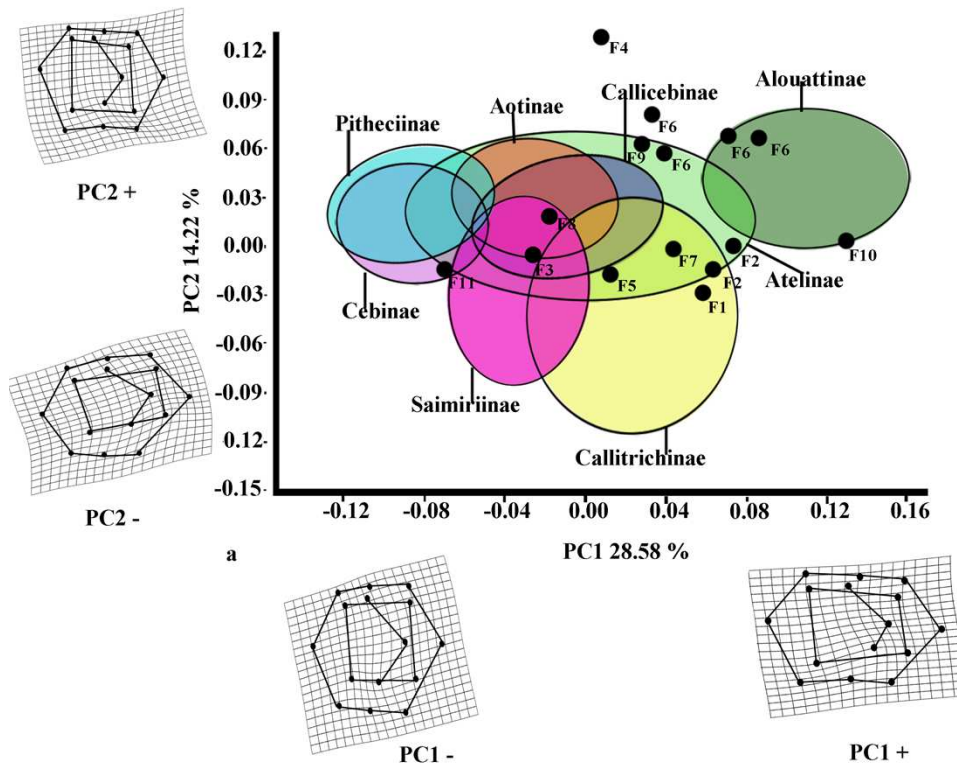 0.12
0.09
0.06
0.03
0.00
-0.03
-0.06
-0.09
-0.12
-0.15
PC2 14.22 %
-0.12 -0.08 -0.04 0.00 0.04 0.08 0.12 0.16
PC1 28.58 %
a
Pitheciinae
Aotinae
Callicebinae
Alouattinae
Cebinae
Saimiriinae
Callitrichinae
Atelinae
F4
F6
F9
F6
F6
F6
F8
F3
F11
F5
F7
F2
F2
F1
F10
PC2 +
PC2 -
PC1 -
PC1 +